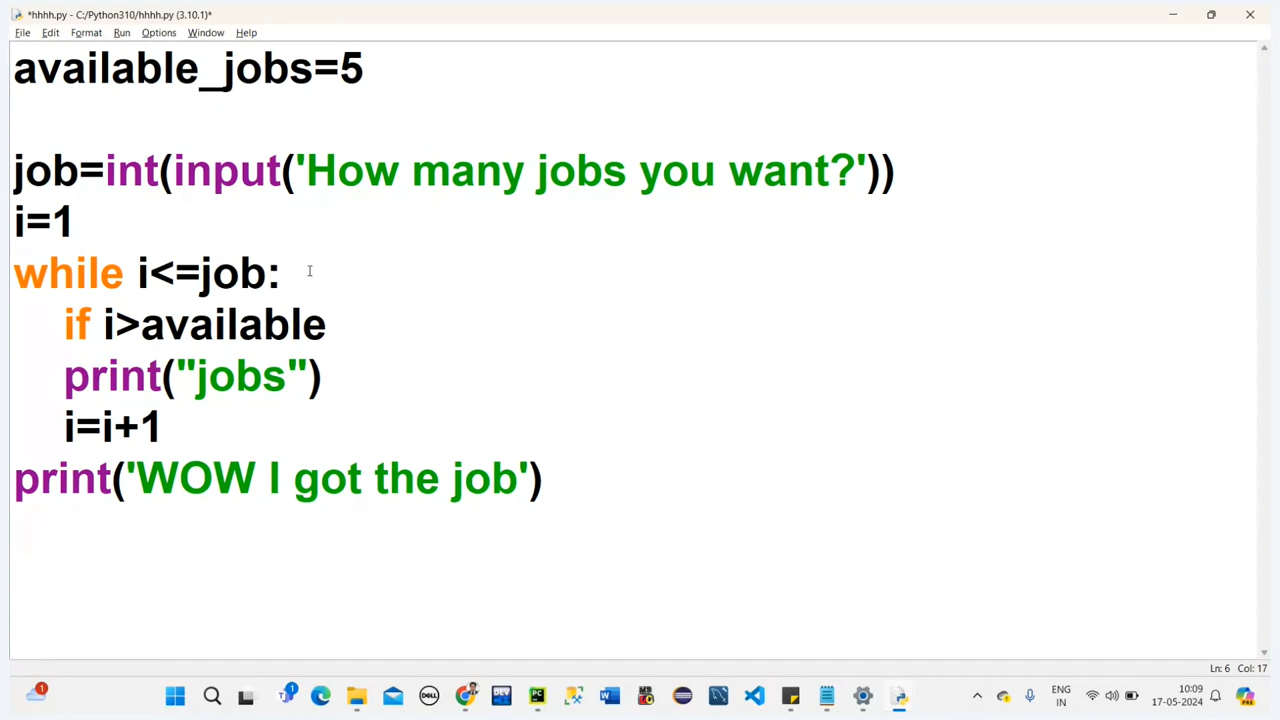 *hhhh.py - C:/Python310/hhhh.py (3.10.1)*
File Edit Format Run Options Window Help
available_jobs=5
job=int(input('How many jobs you want?'))
i=1
while i<=job:
if i>available
print("jobs")
i=i+1
print('WOW I got the job')
Ln: 6 Col: 17
ENG
IN
10:09
17-05-2024